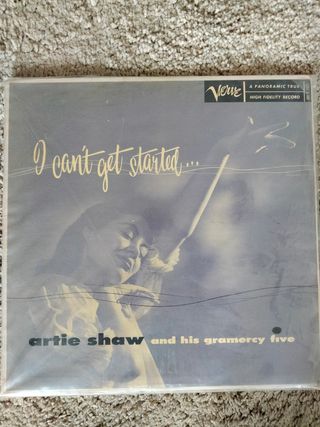 Verve
A PANORAMIC TRUE
HIGH FIDELITY RECORD
I can't get started...
artie shaw and his gramercy five